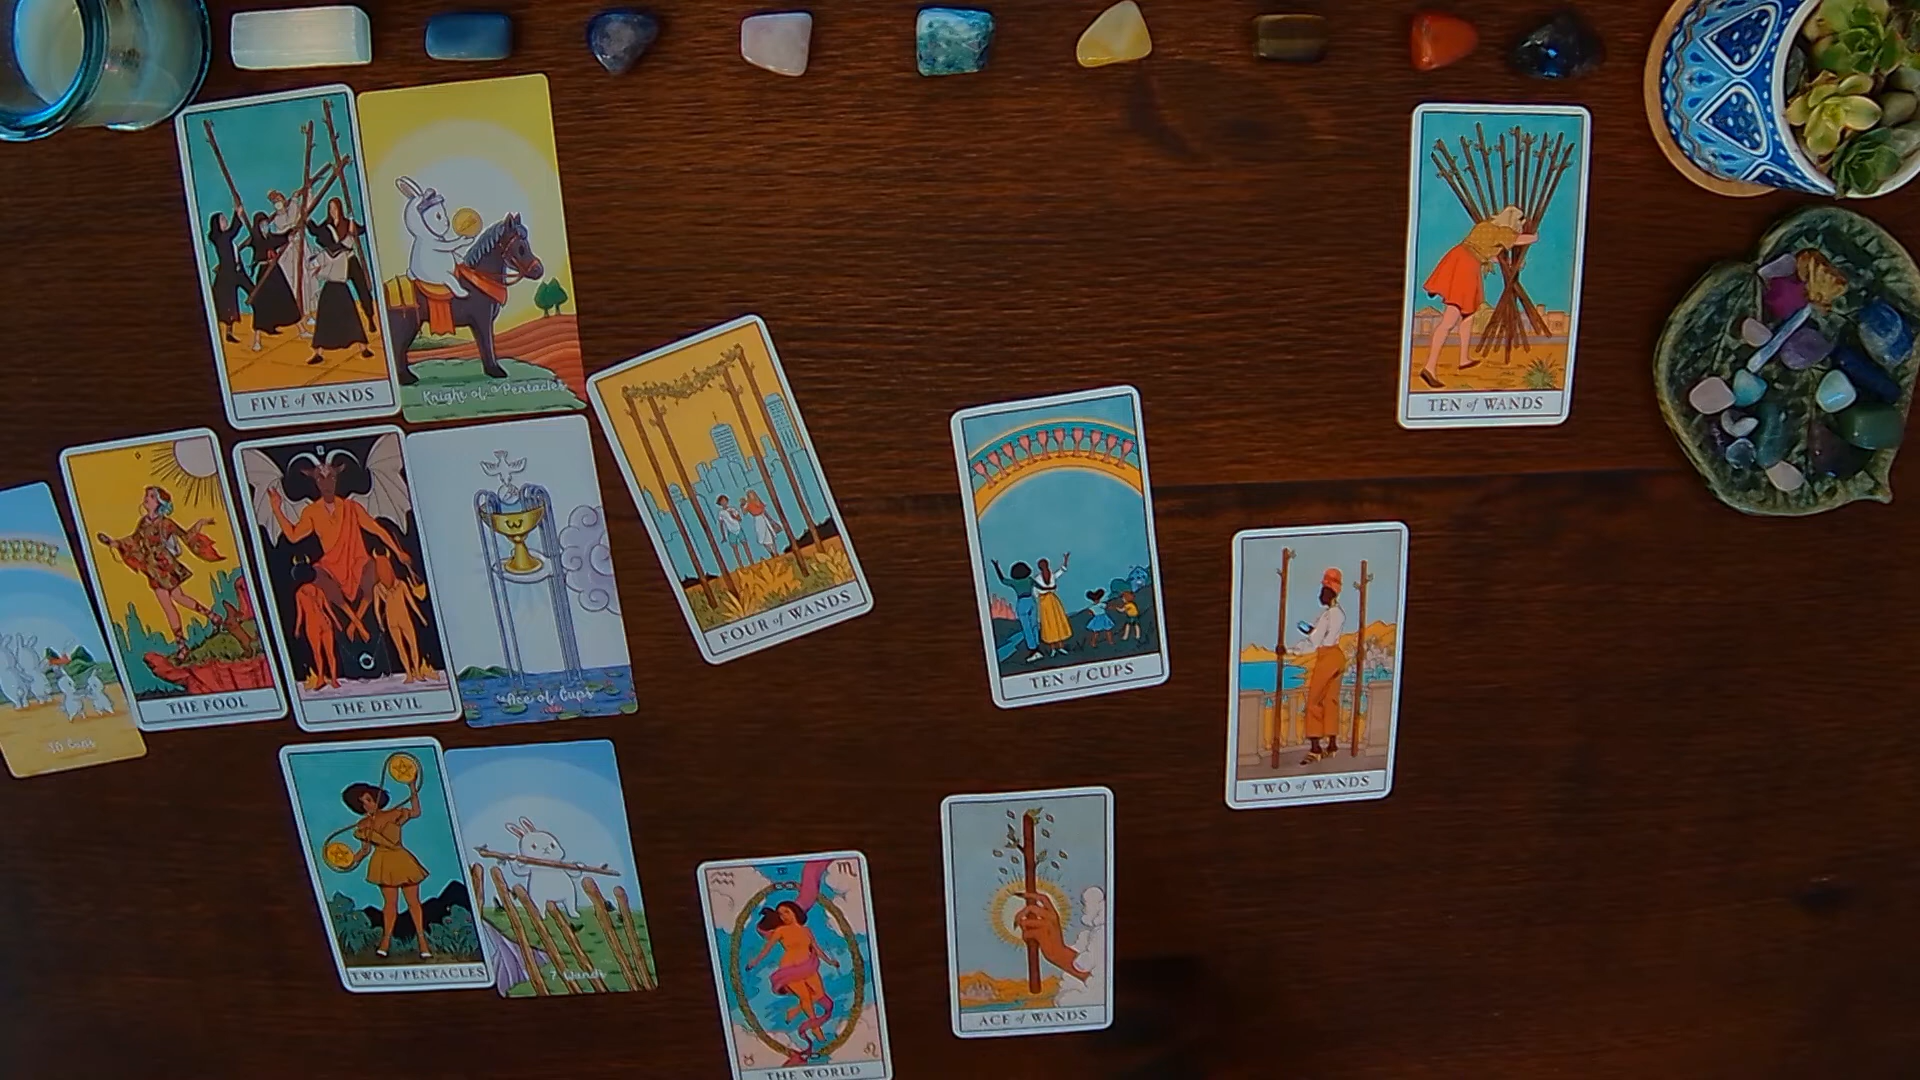 FIVE of WANDS
Knight of Pentacles
TEN of WANDS
FOUR of WANDS
THE FOOL
THE DEVIL
Ace of Cups
10 Cups
TEN of CUPS
TWO of WANDS
TWO of PENTACLES
7 Wands
ACE of WANDS
THE WORLD